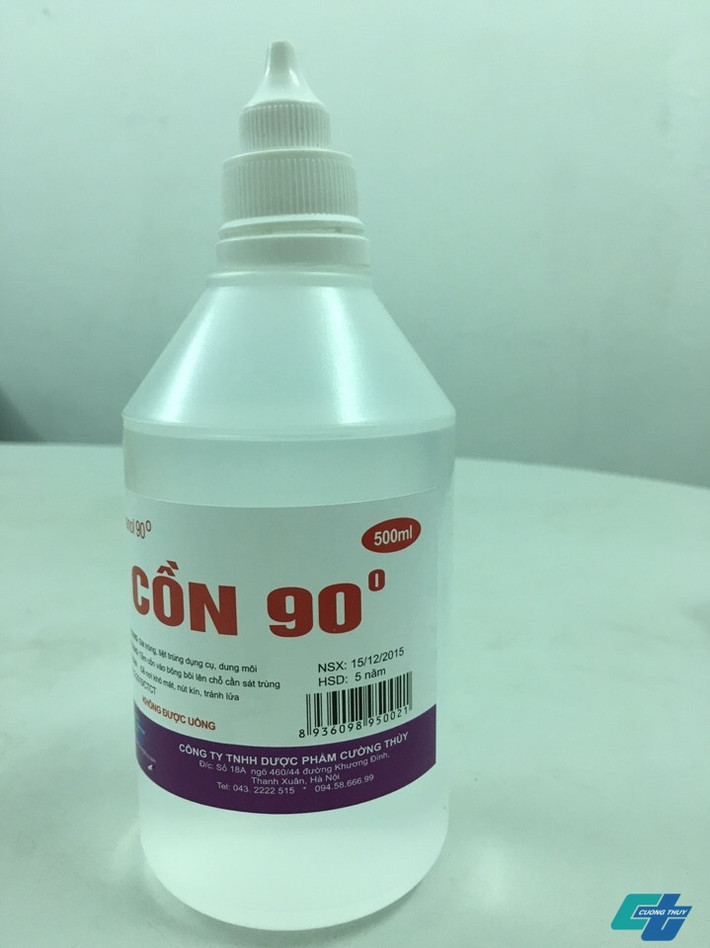 90°
500ml
CỒN 90°
trùng, tiệt trùng dụng cụ, dung môi
Tẩm cồn vào bông bôi lên chỗ cần sát trùng
nơi khô mát, nút kín, tránh lửa
KHÔNG ĐƯỢC UỐNG
NSX: 15/12/2015
HSD: 5 năm
8 936098 950021
CÔNG TY TNHH DƯỢC PHẨM CƯỜNG THỦY
Đ/c: Số 18A ngõ 460/44 đường Khương Đình,
Thanh Xuân, Hà Nội
Tel: 043. 2222 515 * 094.58.666.99
CUONG THUY